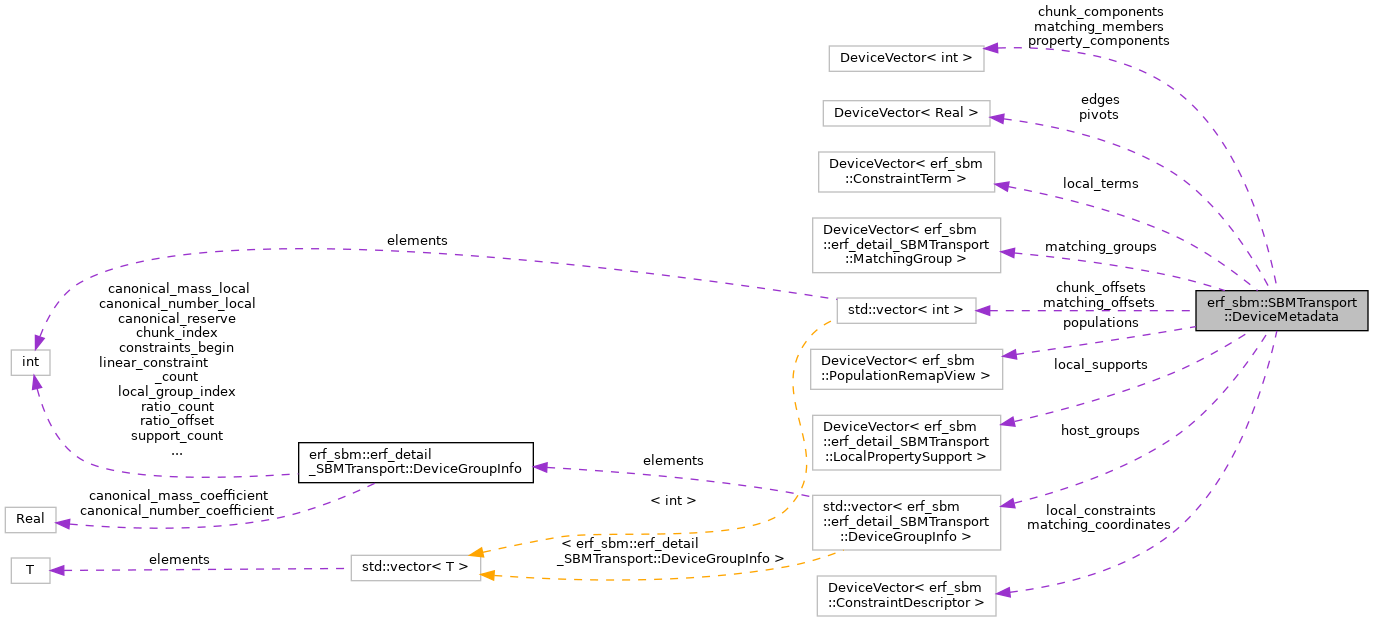 chunk_components
matching_members
property_components
DeviceVector< int >
edges
pivots
DeviceVector< Real >
DeviceVector< erf_sbm
::ConstraintTerm >
local_terms
DeviceVector< erf_sbm
::erf_detail_SBMTransport
::MatchingGroup >
matching_groups
elements
chunk_offsets
matching_offsets
erf_sbm::SBMTransport
::DeviceMetadata
std::vector< int >
populations
canonical_mass_local
canonical_number_local
canonical_reserve
chunk_index
constraints_begin
linear_constraint
_count
local_group_index
ratio_count
ratio_offset
support_count
...
int
DeviceVector< erf_sbm
::PopulationRemapView >
local_supports
DeviceVector< erf_sbm
::erf_detail_SBMTransport
::LocalPropertySupport >
host_groups
erf_sbm::erf_detail
_SBMTransport::DeviceGroupInfo
elements
canonical_mass_coefficient
canonical_number_coefficient
Real
< int >
std::vector< erf_sbm
::erf_detail_SBMTransport
::DeviceGroupInfo >
local_constraints
matching_coordinates
< erf_sbm::erf_detail
_SBMTransport::DeviceGroupInfo >
elements
T
std::vector< T >
DeviceVector< erf_sbm
::ConstraintDescriptor >